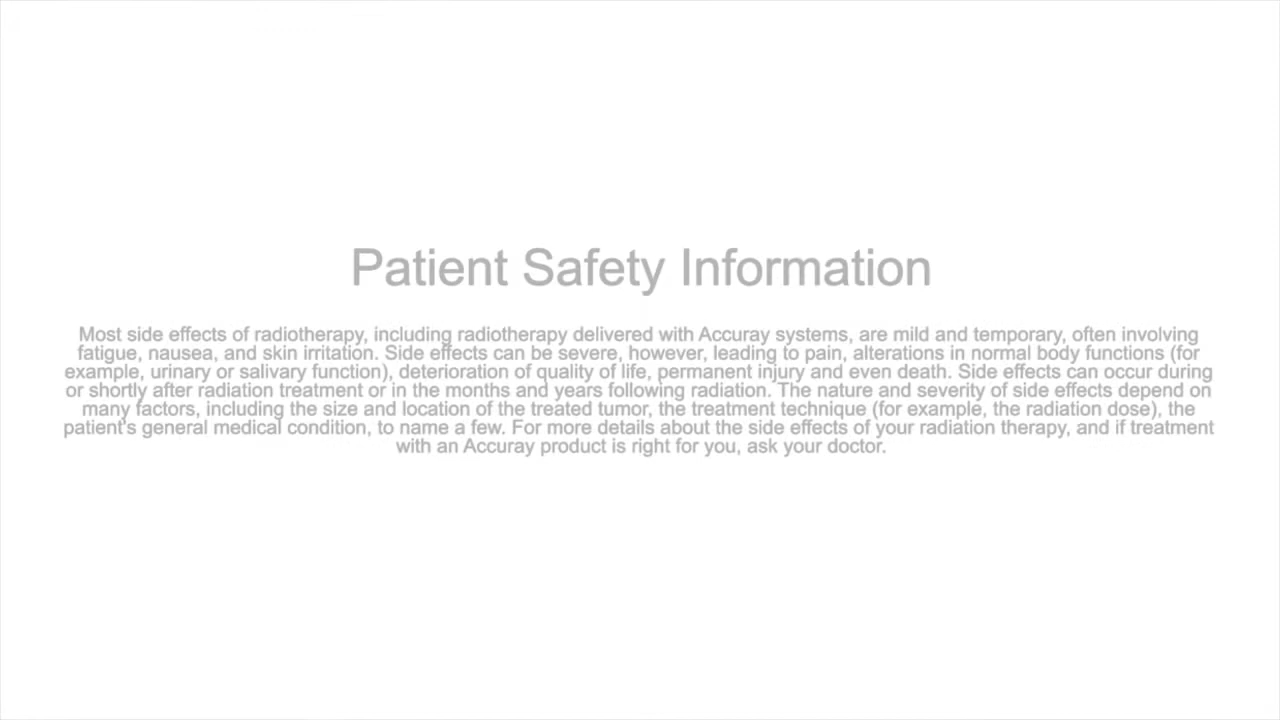 Patient Safety Information
Most side effects of radiotherapy, including radiotherapy delivered with Accuray systems, are mild and temporary, often involving
fatigue, nausea, and skin irritation. Side effects can be severe, however, leading to pain, alterations in normal body functions (for
example, urinary or salivary function), deterioration of quality of life, permanent injury and even death. Side effects can occur during
or shortly after radiation treatment or in the months and years following radiation. The nature and severity of side effects depend on
many factors, including the size and location of the treated tumor, the treatment technique (for example, the radiation dose), the
patient's general medical condition, to name a few. For more details about the side effects of your radiation therapy, and if treatment
with an Accuray product is right for you, ask your doctor.